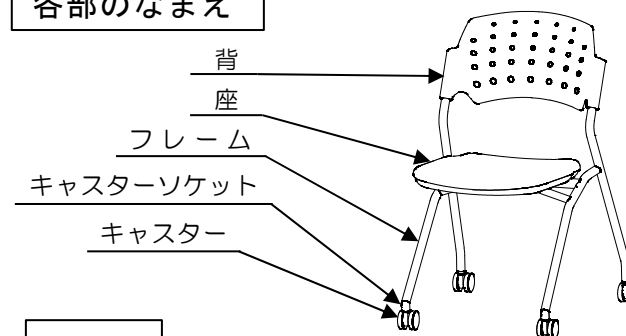 各部のなまえ
背
座
フレーム
キャスターソケット
キャスター